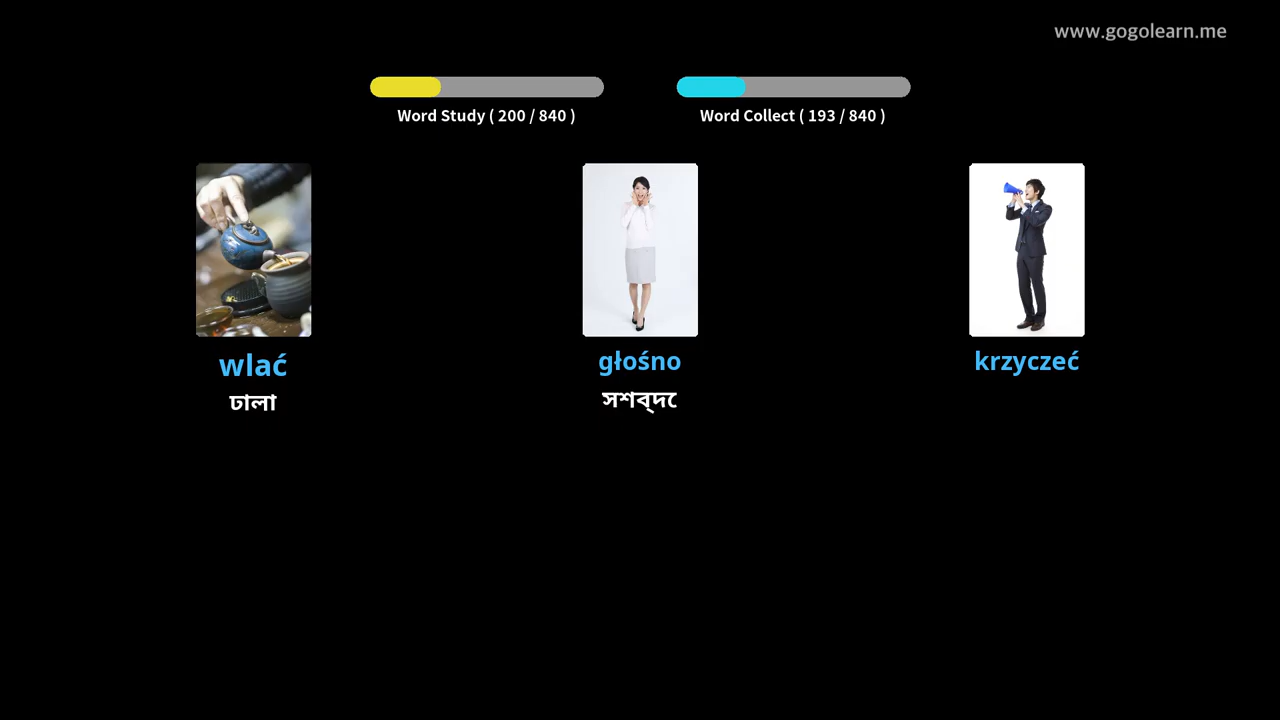 www.gogolearn.me
Word Study ( 200 / 840 )
Word Collect ( 193 / 840 )
wlać
głośno
krzyczeć
ঢালা
সশব্দে